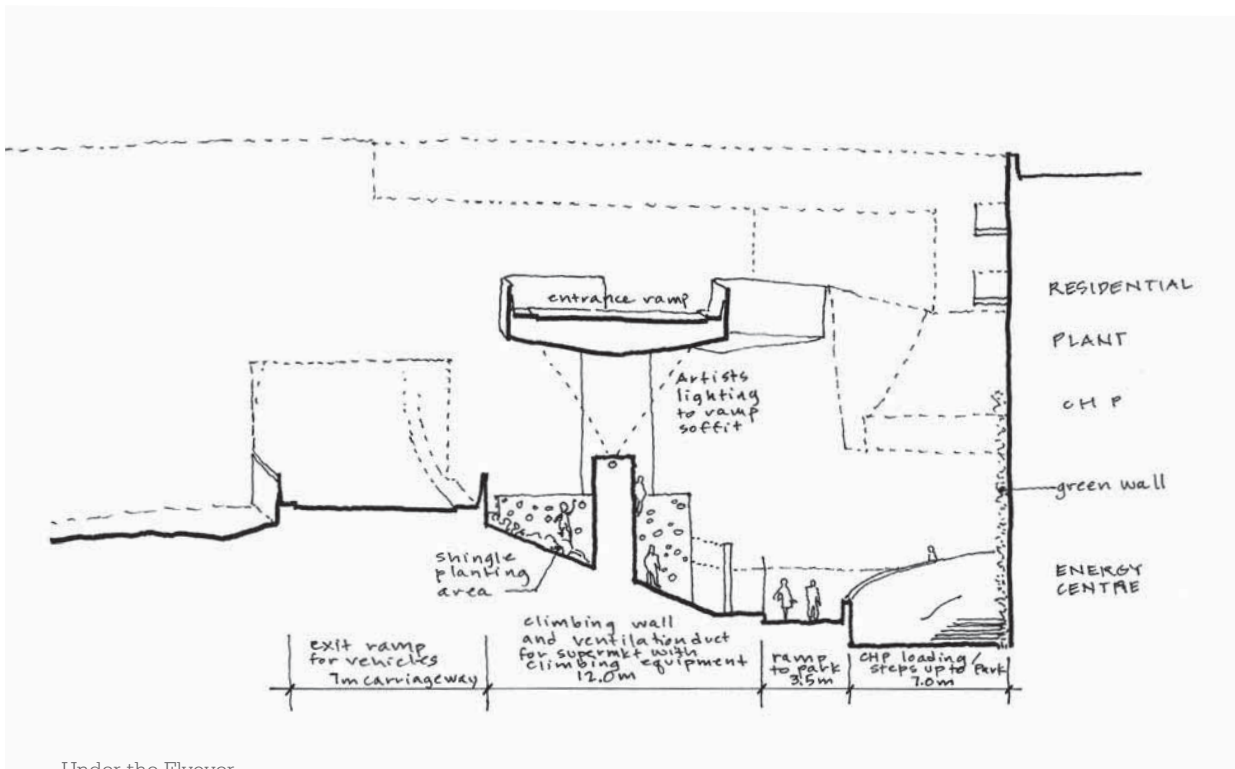 entrance ramp
RESIDENTIAL
PLANT
CHP
Artists
lighting
to ramp
soffit
green wall
ENERGY
CENTRE
shingle
planting
area
exit ramp
for vehicles
7m carriageway
climbing wall
and ventilation duct
for supermkt with
climbing equipment
12.0m
ramp
to park
3.5m
CHP loading/
steps up to Park
7.0m